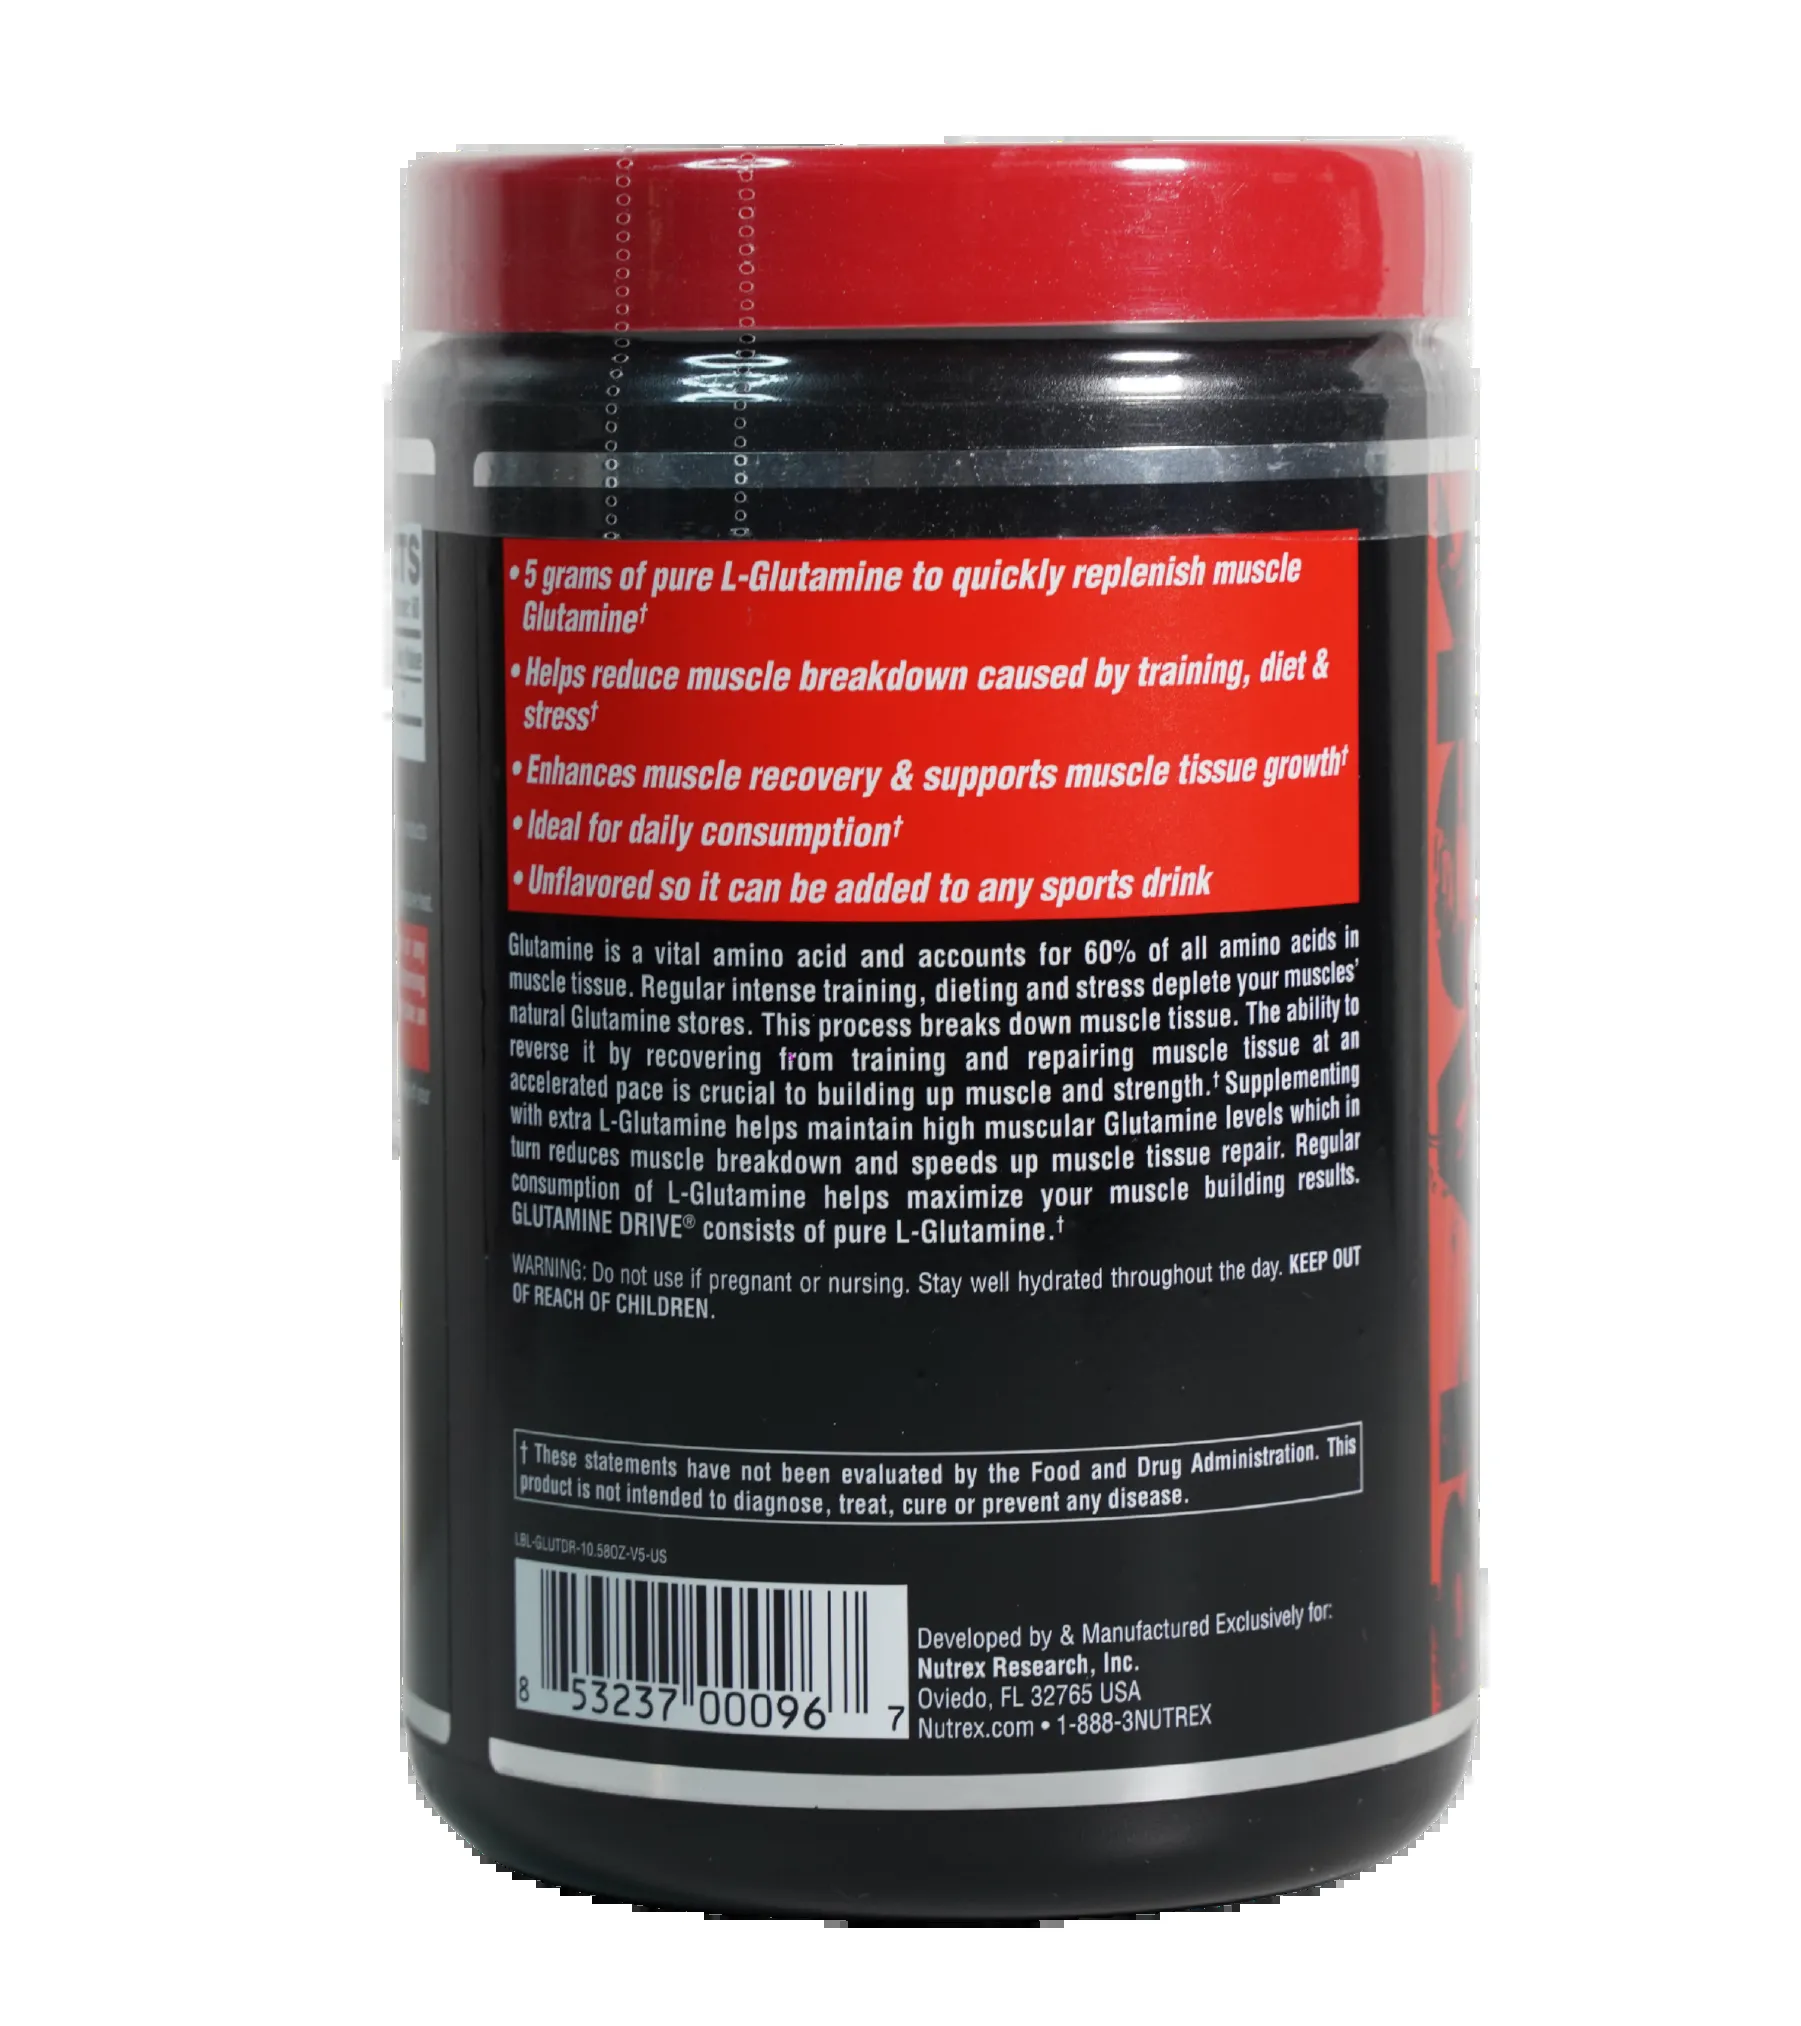 • 5 grams of pure L-Glutamine to quickly replenish muscle
Glutamine†
• Helps reduce muscle breakdown caused by training, diet &
stress†
• Enhances muscle recovery & supports muscle tissue growth†
• Ideal for daily consumption†
• Unflavored so it can be added to any sports drink
Glutamine is a vital amino acid and accounts for 60% of all amino acids in
muscle tissue. Regular intense training, dieting and stress deplete your muscles'
natural Glutamine stores. This process breaks down muscle tissue. The ability to
reverse it by recovering from training and repairing muscle tissue at an
accelerated pace is crucial to building up muscle and strength.† Supplementing
with extra L-Glutamine helps maintain high muscular Glutamine levels which in
turn reduces muscle breakdown and speeds up muscle tissue repair. Regular
consumption of L-Glutamine helps maximize your muscle building results.
GLUTAMINE DRIVE® consists of pure L-Glutamine.†
WARNING: Do not use if pregnant or nursing. Stay well hydrated throughout the day. KEEP OUT
OF REACH OF CHILDREN.
† These statements have not been evaluated by the Food and Drug Administration. This
product is not intended to diagnose, treat, cure or prevent any disease.
LBL-GLUTDR-10.58OZ-V5-US
8 53237 00096 7
Developed by & Manufactured Exclusively for:
Nutrex Research, Inc.
Oviedo, FL 32765 USA
Nutrex.com • 1-888-3NUTREX